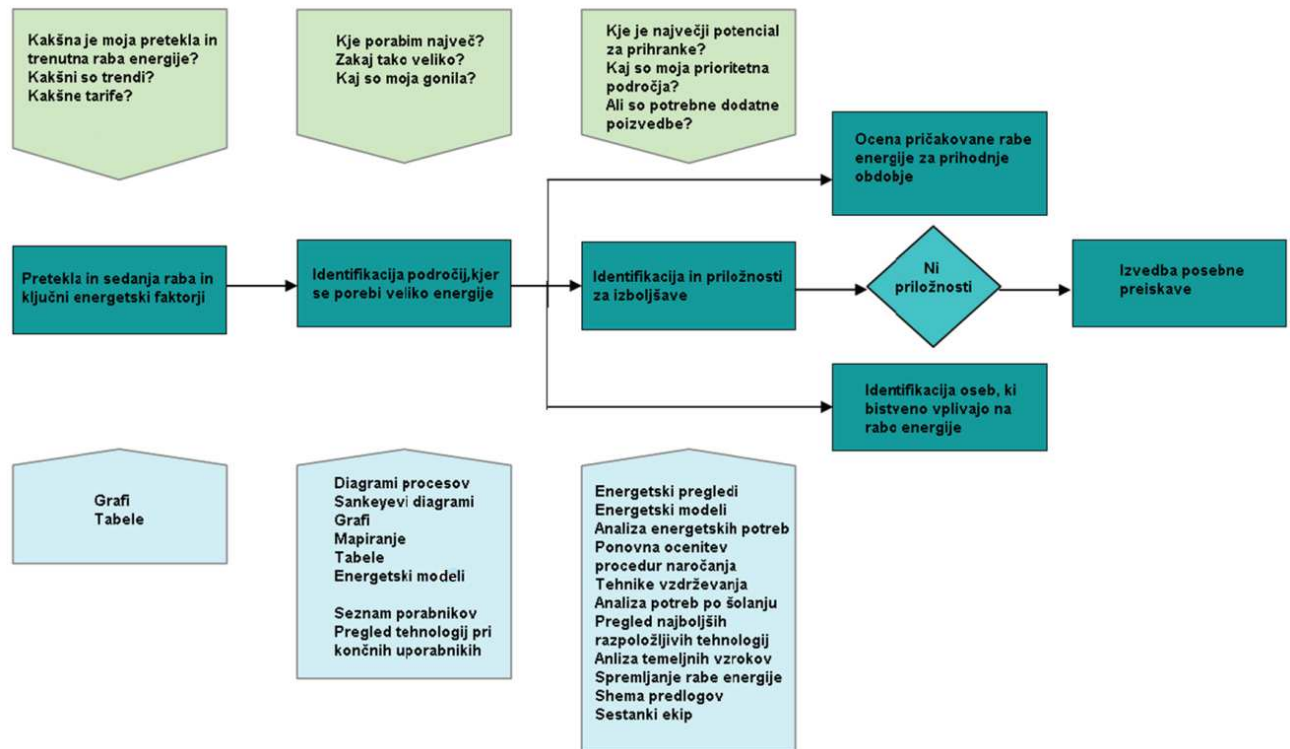 Kakšna je moja pretekla in
trenutna raba energije?
Kakšni so trendi?
Kakšne tarife?
Kje porabim največ?
Zakaj tako veliko?
Kaj so moja gonila?
Kje je največji potencial
za prihranke?
Kaj so moja prioritetna
področja?
Ali so potrebne dodatne
poizvedbe?
Ocena pričakovane rabe
energije za prihodnje
obdobje
Pretekla in sedanja raba in
ključni energetski faktorji
Identifikacija področij,kjer
se porebi veliko energije
Identifikacija in priložnosti
za izboljšave
Ni
priložnosti
Izvedba posebne
preiskave
Identifikacija oseb, ki
bistveno vplivajo na
rabo energije
Grafi
Tabele
Diagrami procesov
Sankeyevi diagrami
Grafi
Mapiranje
Tabele
Energetski modeli
Seznam porabnikov
Pregled tehnologij pri
končnih uporabnikih
Energetski pregledi
Energetski modeli
Analiza energetskih potreb
Ponovna ocenitev
procedur naročanja
Tehnike vzdrževanja
Analiza potreb po šolanju
Pregled najboljših
razpoložljivih tehnologij
Anliza temeljnih vzrokov
Spremljanje rabe energije
Shema predlogov
Sestanki ekip